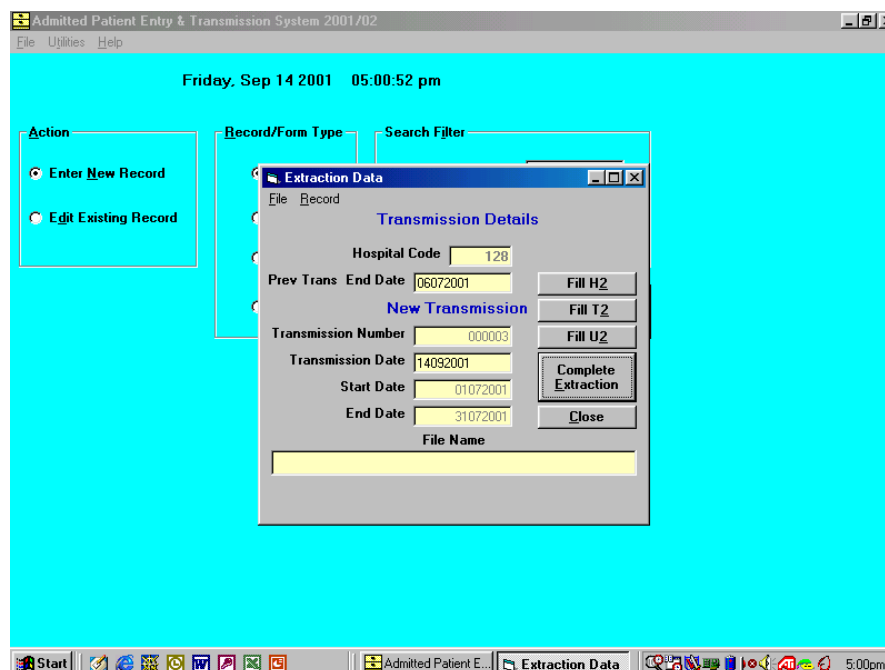 Admitted Patient Entry & Transmission System 2001/02
File Utilities Help
Friday, Sep 14 2001 05:00:52 pm
Action
Enter New Record
Edit Existing Record
Record/Form Type
Search Filter
Extraction Data
File Record
Transmission Details
Hospital Code 128
Prev Trans End Date 06072001
Fill H2
New Transmission
Fill T2
Transmission Number 000003
Fill U2
Transmission Date 14092001
Complete Extraction
Start Date 01072001
End Date 31072001
Close
File Name
Start
Admitted Patient E...
Extraction Data
5:00pm